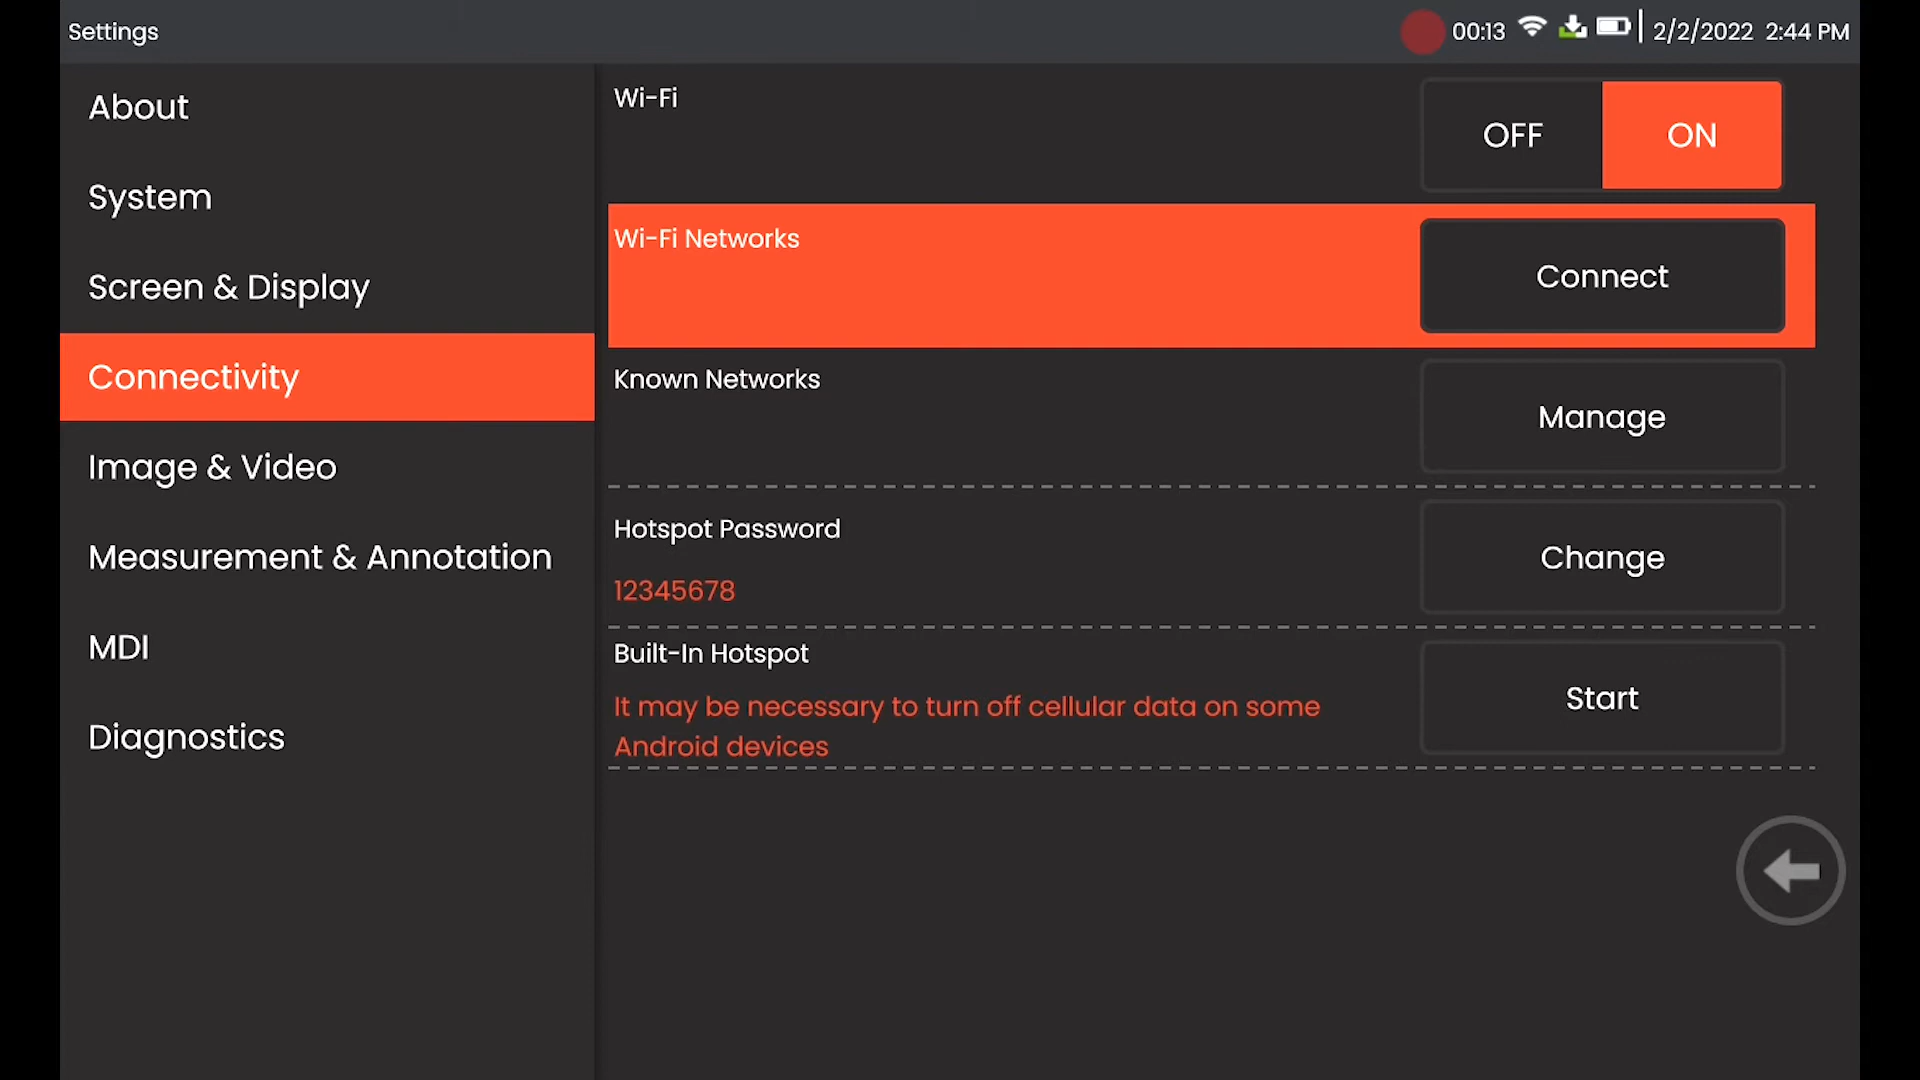 Settings
00:13
2/2/2022 2:44 PM
About
System
Screen & Display
Connectivity
Image & Video
Measurement & Annotation
MDI
Diagnostics
Wi-Fi
OFF
ON
Wi-Fi Networks
Connect
Known Networks
Manage
Hotspot Password
12345678
Change
Built-In Hotspot
It may be necessary to turn off cellular data on some
Android devices
Start